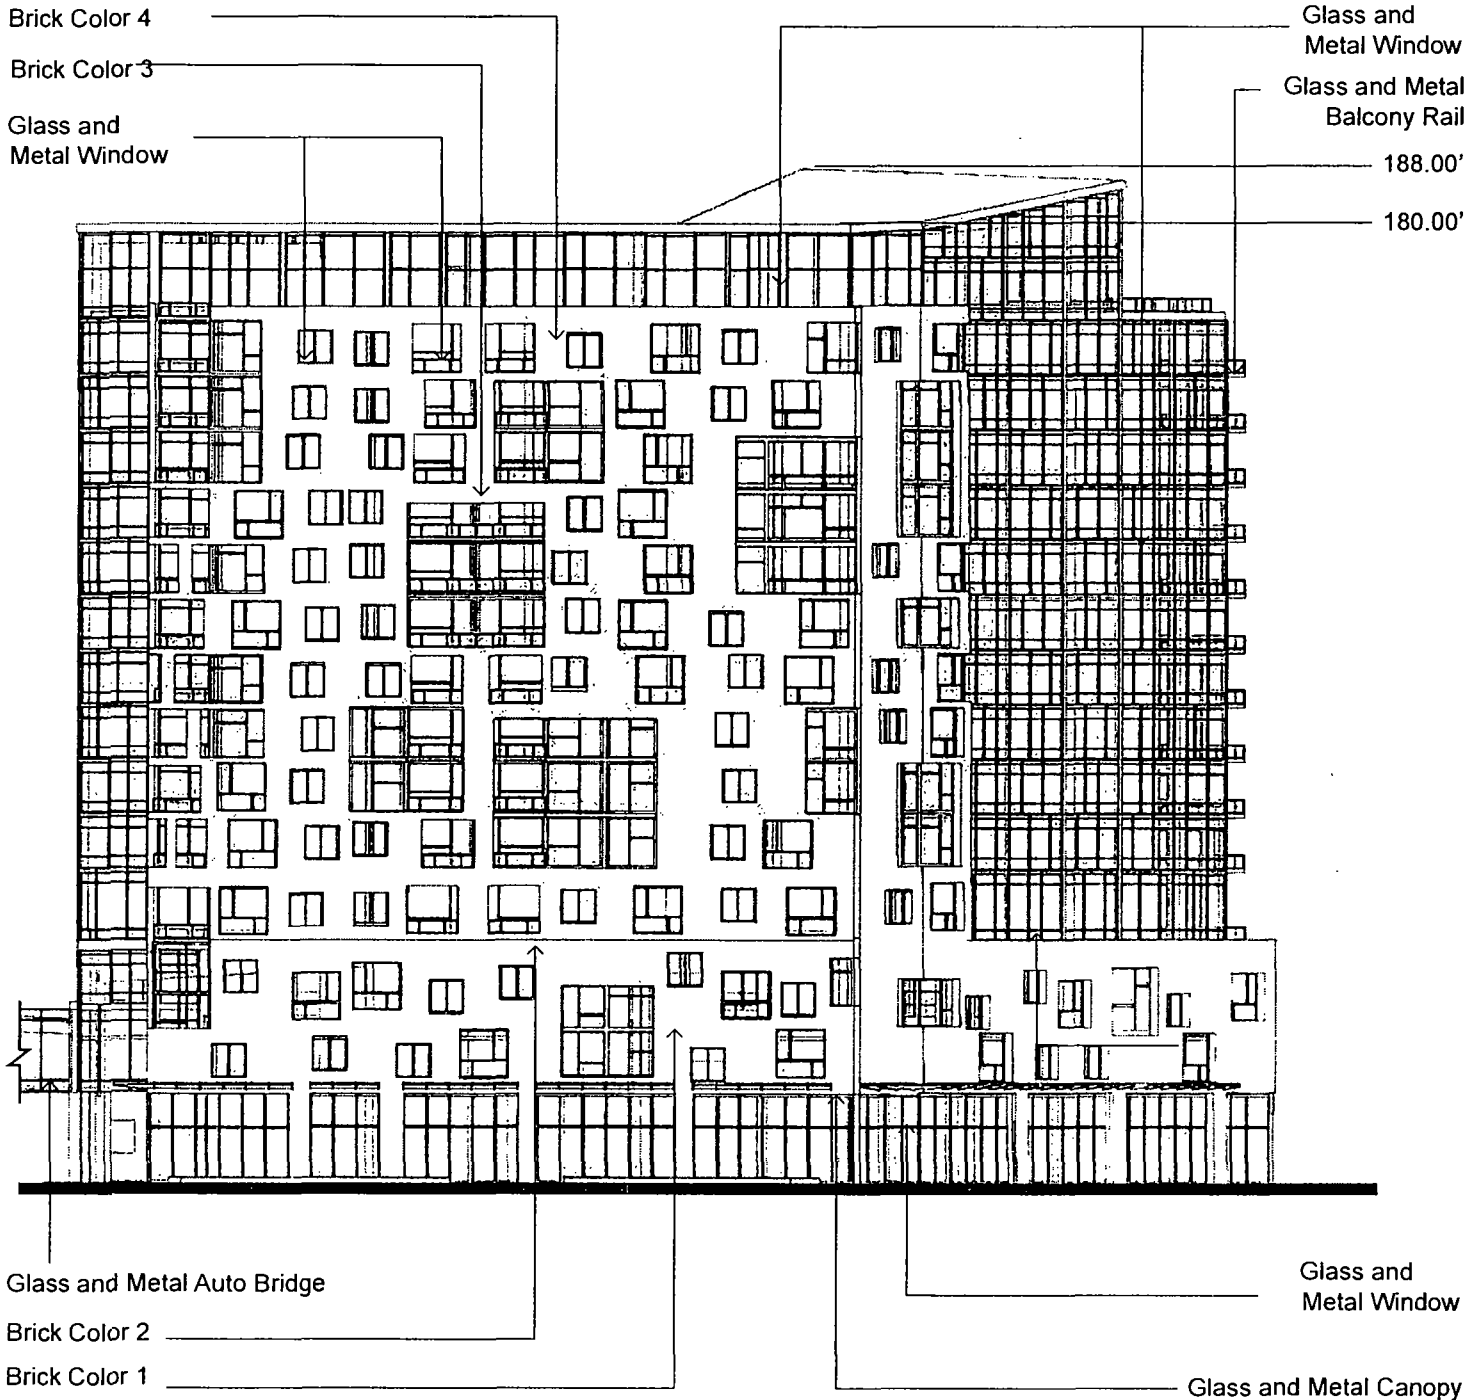 Brick Color 4
Brick Color 3
Glass and
Metal Window
Glass and
Metal Window
Glass and Metal
Balcony Rail
188.00'
180.00'
Glass and Metal Auto Bridge
Brick Color 2
Brick Color 1
Glass and
Metal Window
Glass and Metal Canopy